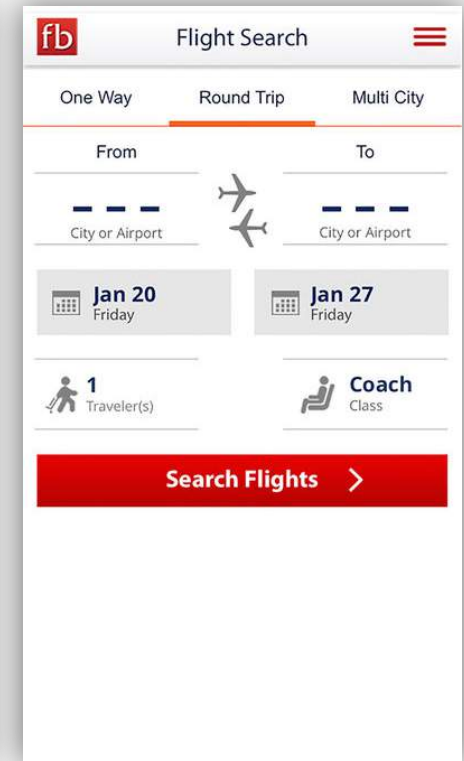 fb Flight Search
One Way Round Trip Multi City
From To
City or Airport City or Airport
Jan 20 Jan 27
Friday Friday
1 Coach
Traveler(s) Class
Search Flights